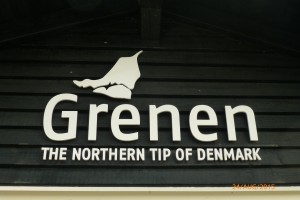 Grenen
THE NORTHERN TIP OF DENMARK